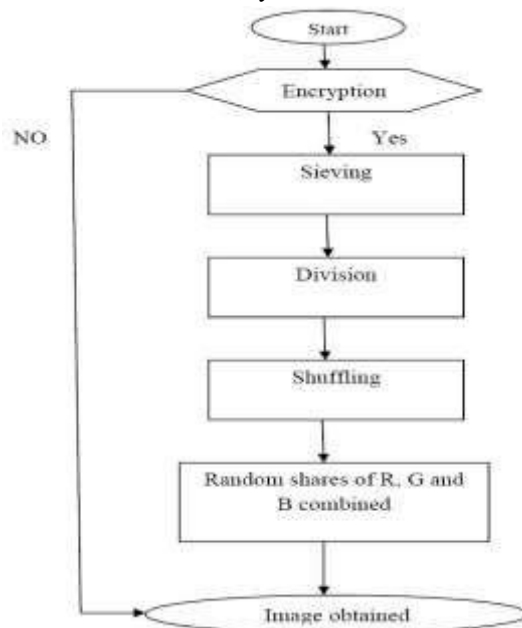 Start
Encryption
NO
Yes
Sieving
Division
Shuffling
Random shares of R, G and
B combined
Image obtained